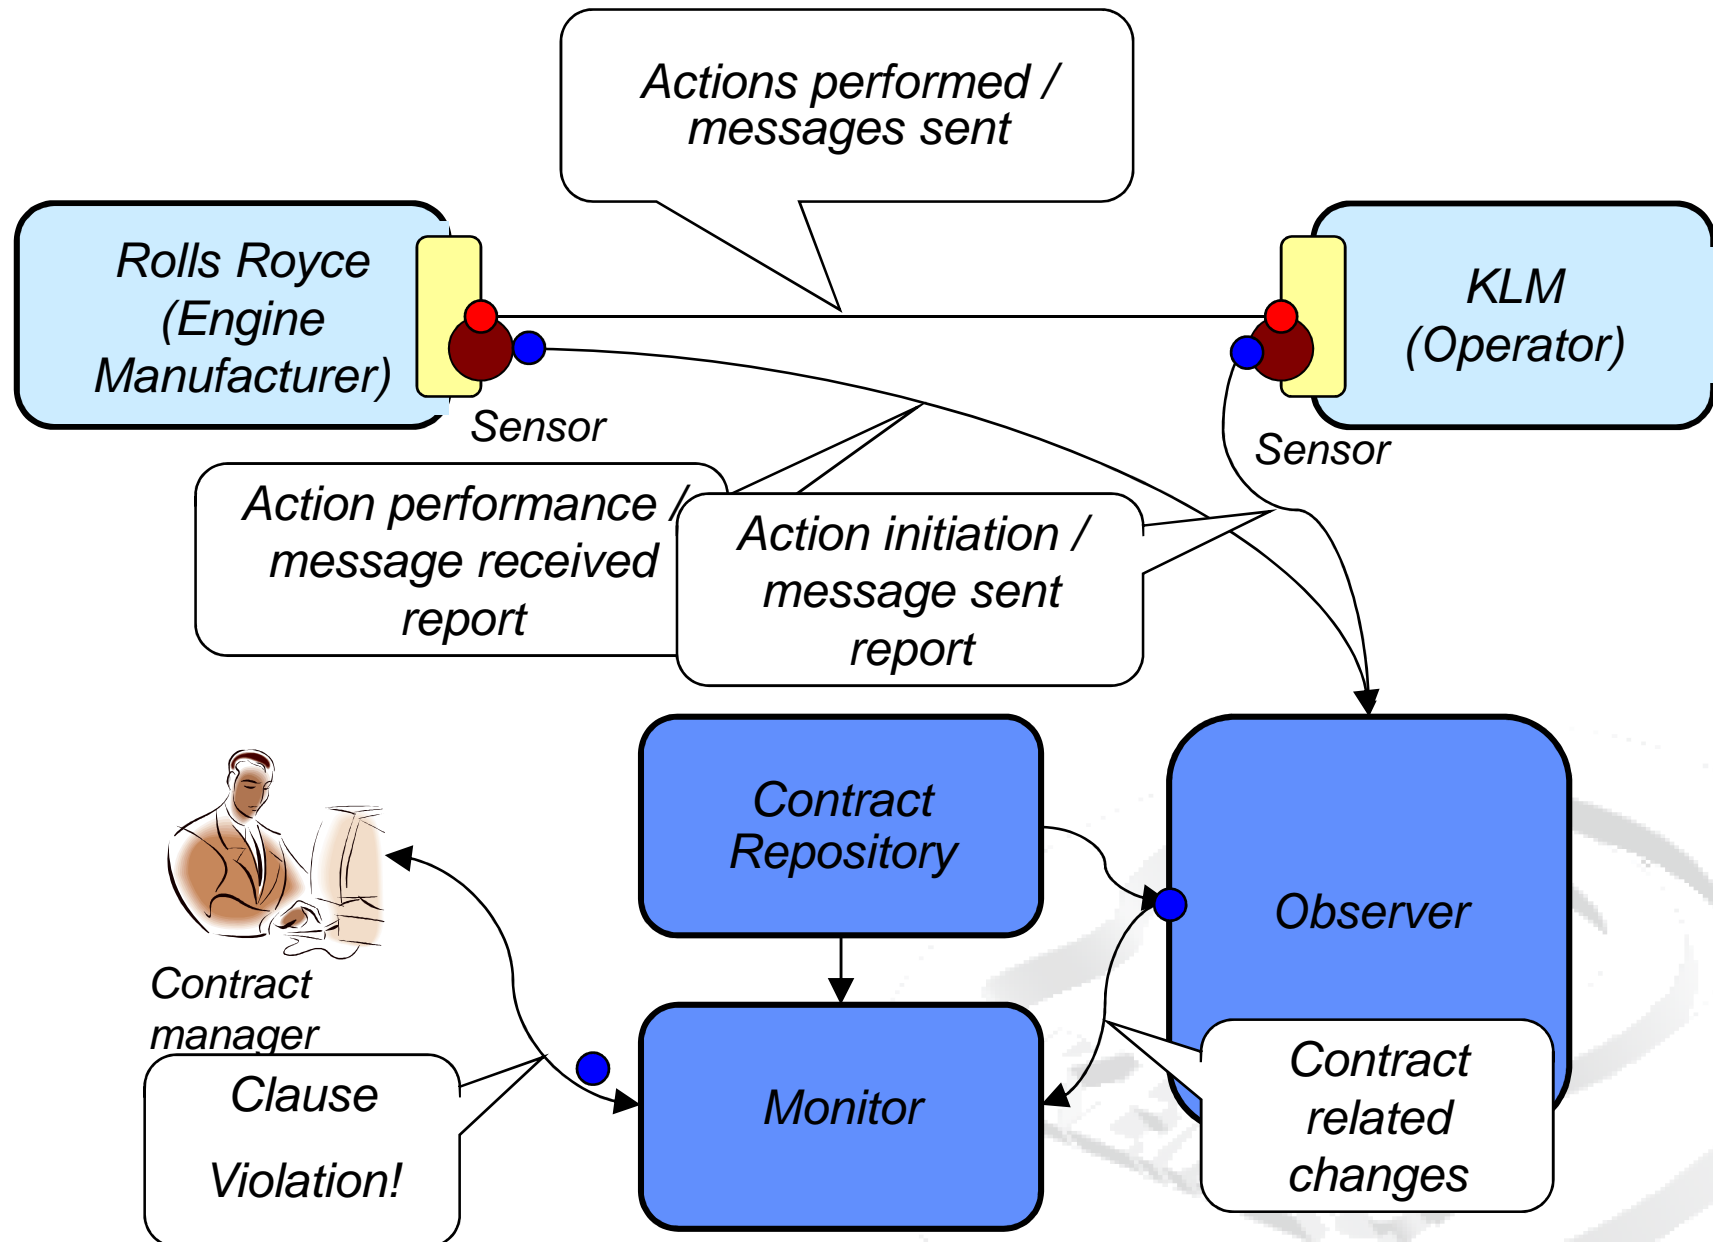 Actions performed /
messages sent
Rolls Royce
(Engine
Manufacturer)
KLM
(Operator)
Sensor
Sensor
Action performance /
message received
report
Action initiation /
message sent
report
Contract
Repository
Observer
Contract
manager
Clause
Violation!
Monitor
Contract
related
changes